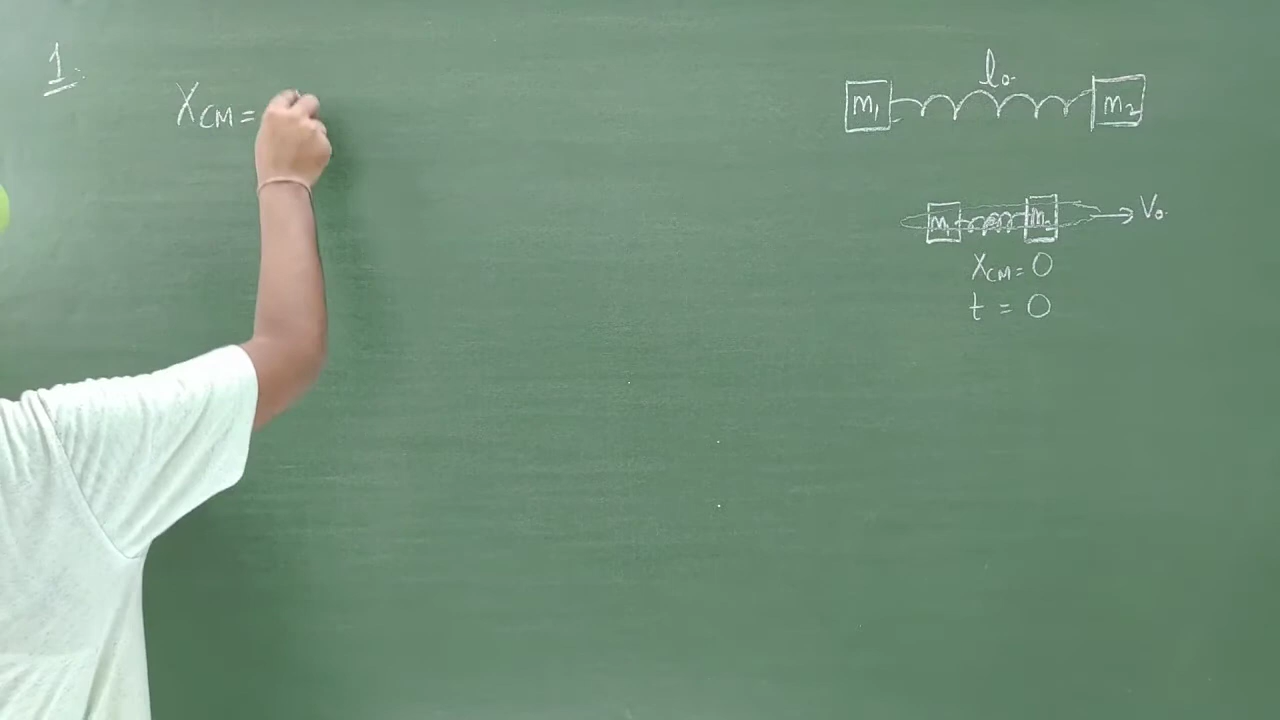 1.
X_CM =
l₀
m₁ m₂
m₁ m₂ → V₀
X_CM = 0
t = 0